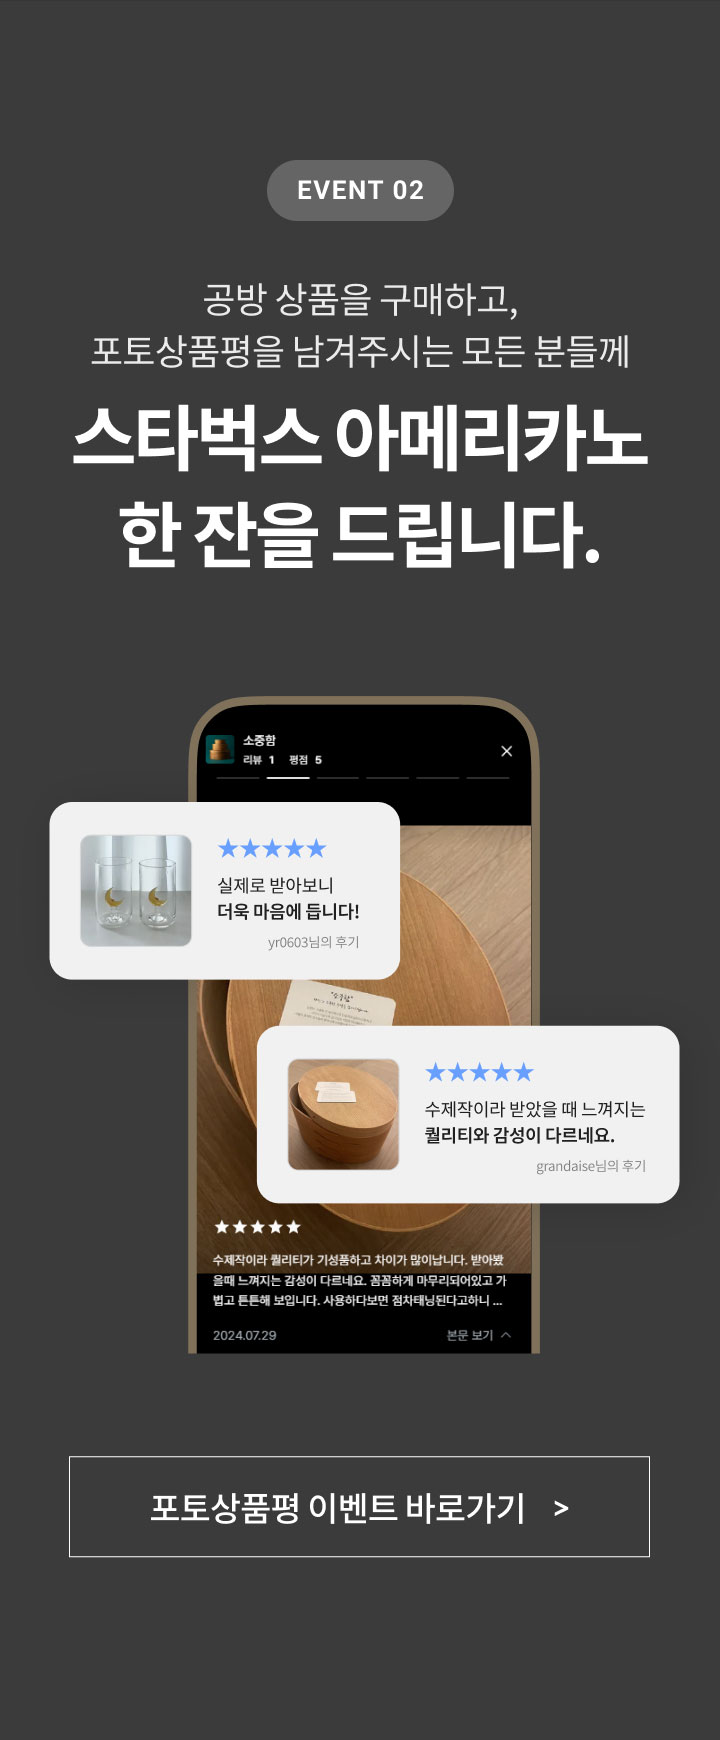 EVENT 02
공방 상품을 구매하고,
포토상품평을 남겨주시는 모든 분들께
스타벅스 아메리카노
한 잔을 드립니다.
소중함
리뷰 1 평점 5
★★★★★
실제로 받아보니
더욱 마음에 듭니다!
yr0603님의 후기
"소중함"
★★★★★
수제작이라 받았을 때 느껴지는
퀄리티와 감성이 다르네요.
grandaise님의 후기
★★★★★
수제작이라 퀄리티가 기성품하고 차이가 많이납니다. 받아봤
을때 느껴지는 감성이 다르네요. 꼼꼼하게 마무리되어있고 가
볍고 튼튼해 보입니다. 사용하다보면 점차태닝된다고하니 ...
2024.07.29 본문 보기
포토상품평 이벤트 바로가기 >